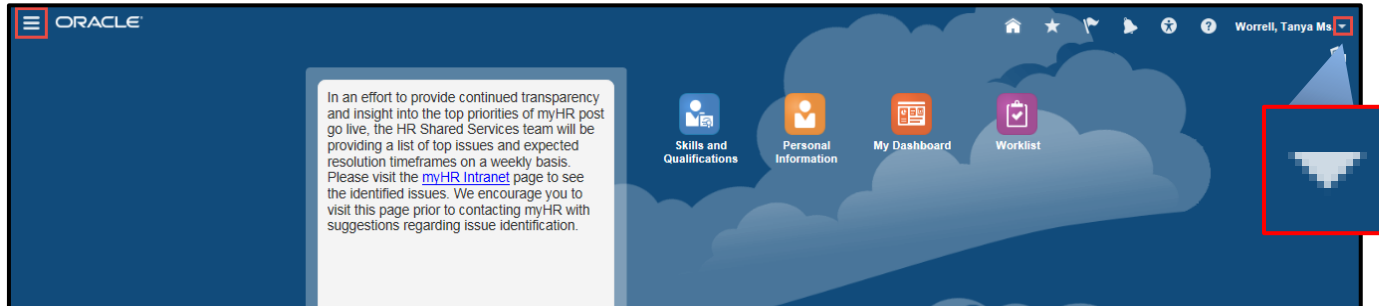 ORACLE
Worrell, Tanya Ms
In an effort to provide continued transparency
and insight into the top priorities of myHR post
go live, the HR Shared Services team will be
providing a list of top issues and expected
resolution timeframes on a weekly basis.
Please visit the myHR Intranet page to see
the identified issues. We encourage you to
visit this page prior to contacting myHR with
suggestions regarding issue identification.
Skills and
Qualifications
Personal
Information
My Dashboard
Worklist